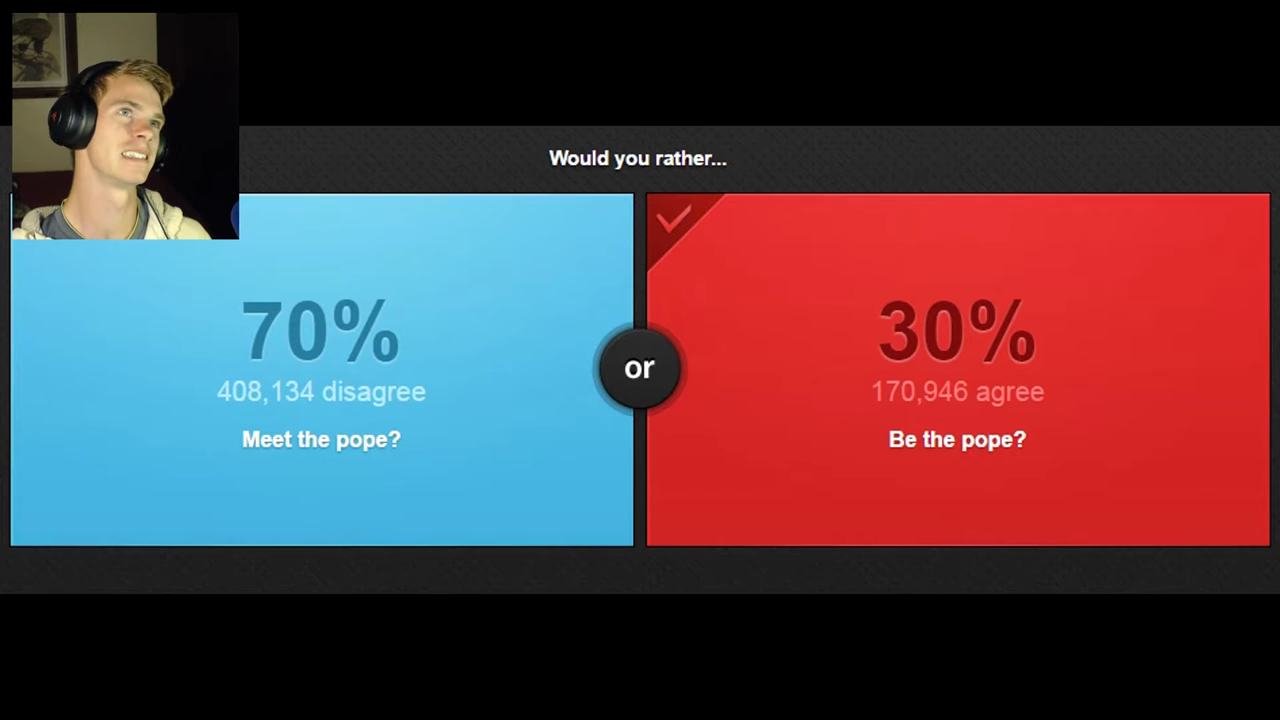 Would you rather...
70%
408,134 disagree
Meet the pope?
or
30%
170,946 agree
Be the pope?